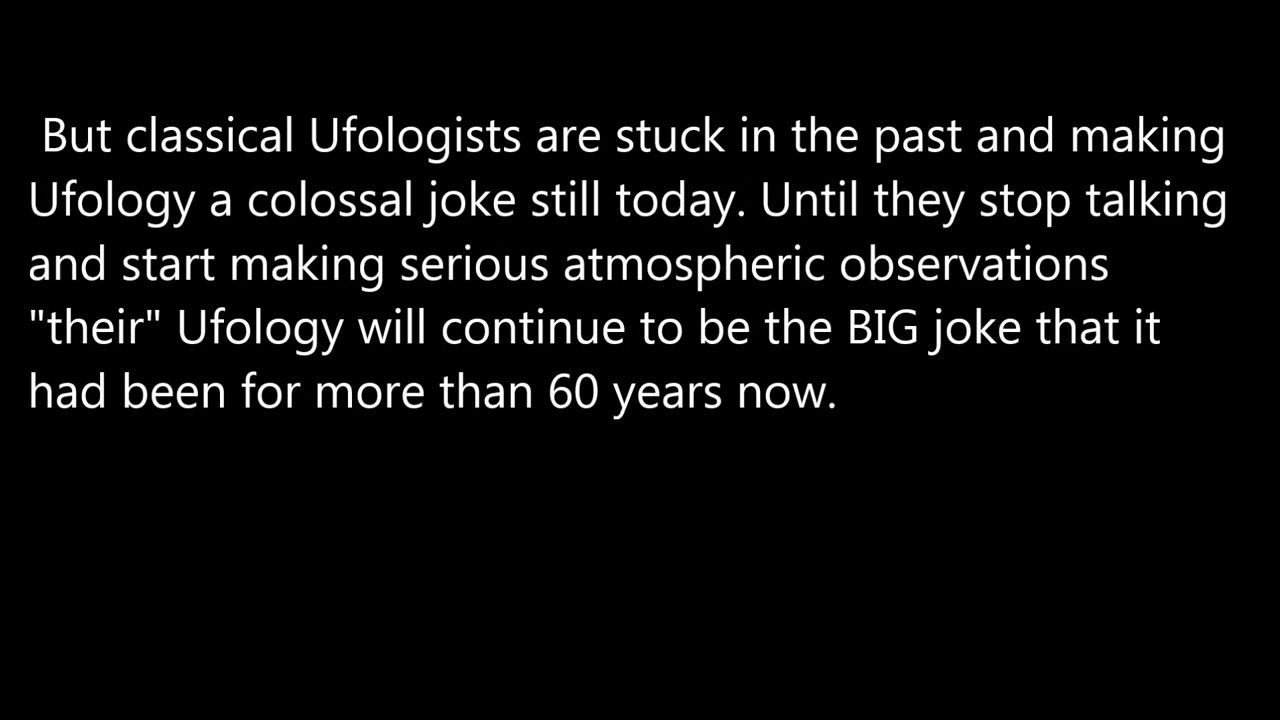 But classical Ufologists are stuck in the past and making
Ufology a colossal joke still today. Until they stop talking
and start making serious atmospheric observations
"their" Ufology will continue to be the BIG joke that it
had been for more than 60 years now.